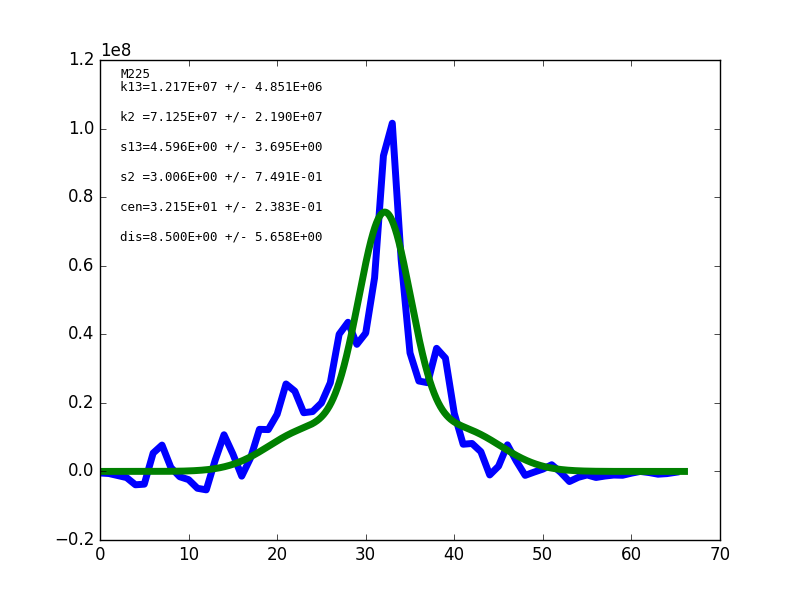 1e8
M225
k13=1.217E+07 +/- 4.851E+06
k2 =7.125E+07 +/- 2.190E+07
s13=4.596E+00 +/- 3.695E+00
s2 =3.006E+00 +/- 7.491E-01
cen=3.215E+01 +/- 2.383E-01
dis=8.500E+00 +/- 5.658E+00
1.2
1.0
0.8
0.6
0.4
0.2
0.0
−0.2
0 10 20 30 40 50 60 70